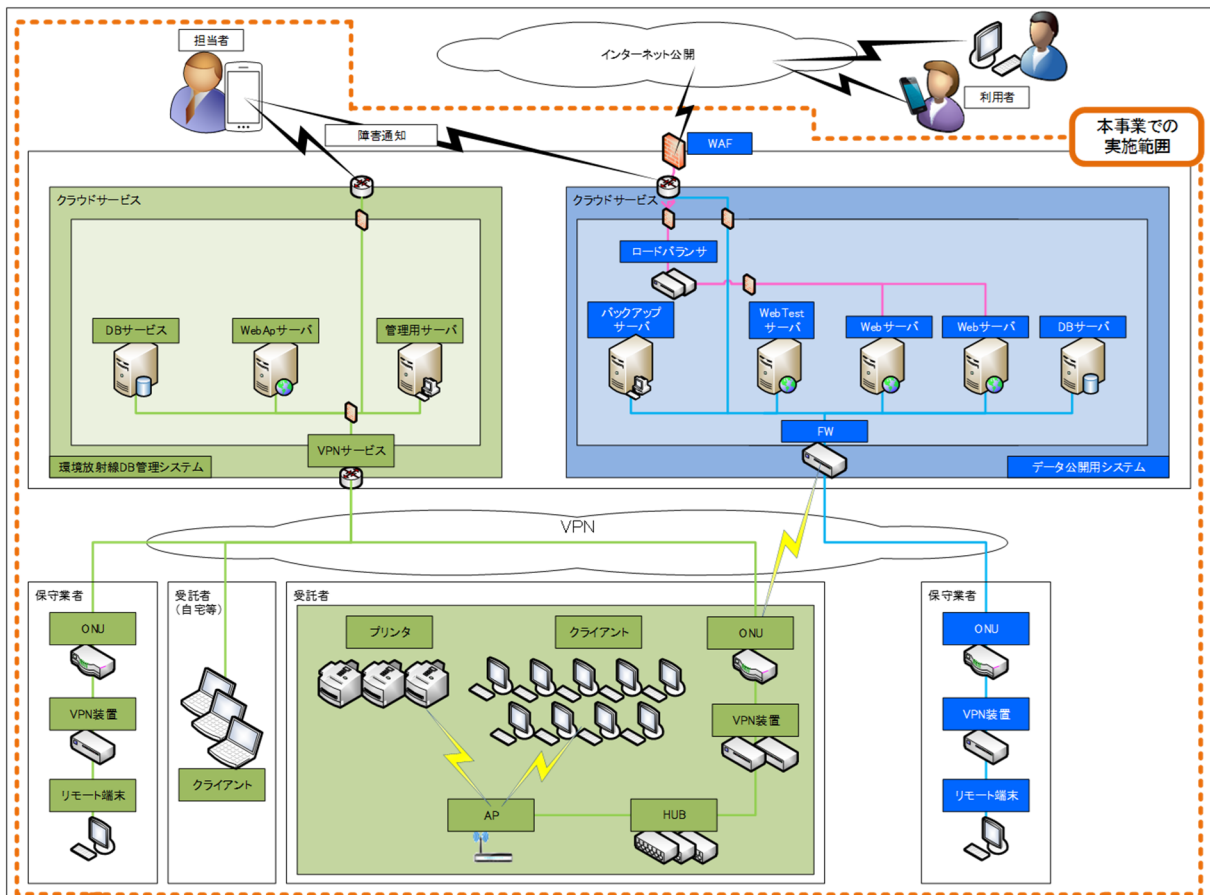 担当者
インターネット公開
利用者
障害通知
本事業での
実施範囲
WAF
クラウドサービス
クラウドサービス
ロードバランサ
DBサービス
WebApサーバ
管理用サーバ
バックアップ
サーバ
WebTest
サーバ
Webサーバ
Webサーバ
DBサーバ
VPNサービス
FW
環境放射線DB管理システム
データ公開用システム
VPN
保守業者
受託者
（自宅等）
受託者
保守業者
ONU
プリンタ
クライアント
ONU
ONU
VPN装置
VPN装置
VPN装置
クライアント
リモート端末
リモート端末
AP
HUB